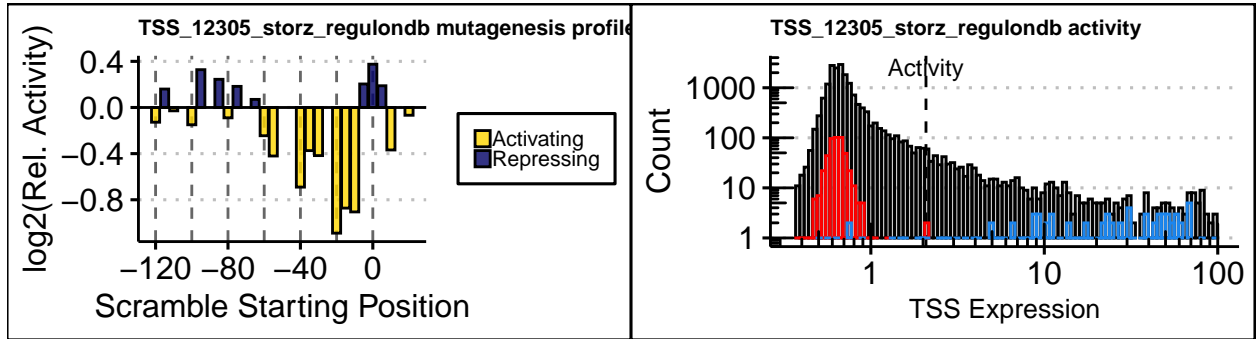 TSS_12305_storz_regulondb mutagenesis profile
log2(Rel. Activity)
0.4
0.0
−0.4
−0.8
−120
−80
−40
0
Scramble Starting Position
Activating
Repressing
TSS_12305_storz_regulondb activity
Activity
Count
1000
100
10
1
1
10
100
TSS Expression